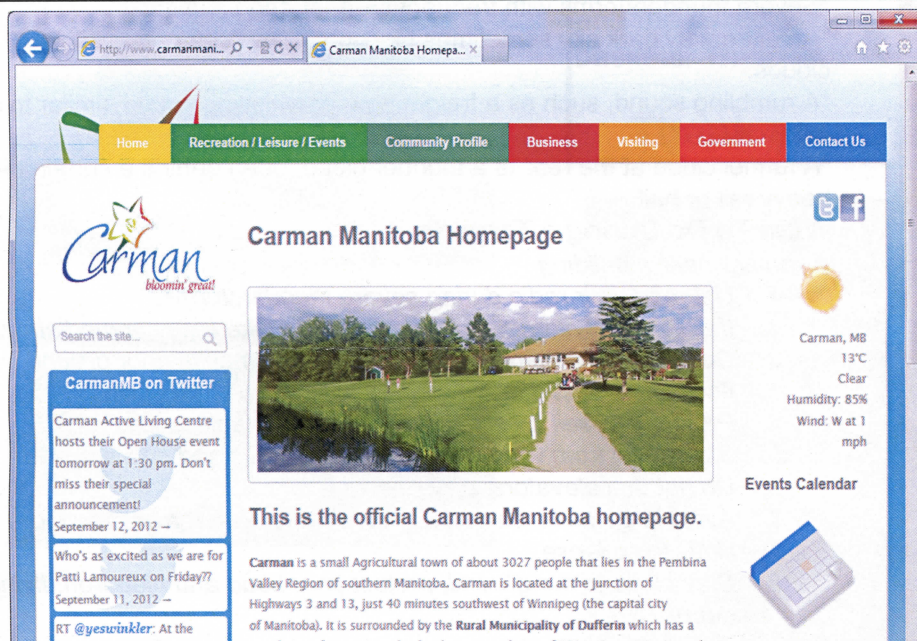 http://www.carmanmani...
Carman Manitoba Homepa...
Home
Recreation / Leisure / Events
Community Profile
Business
Visiting
Government
Contact Us
Carman
bloomin' great!
Search the site...
CarmanMB on Twitter
Carman Active Living Centre
hosts their Open House event
tomorrow at 1:30 pm. Don't
miss their special
announcement!
September 12, 2012 –
Who's as excited as we are for
Patti Lamoureux on Friday??
September 11, 2012 –
RT @yeswinkler: At the
Carman Manitoba Homepage
This is the official Carman Manitoba homepage.
Carman is a small Agricultural town of about 3027 people that lies in the Pembina
Valley Region of southern Manitoba. Carman is located at the junction of
Highways 3 and 13, just 40 minutes southwest of Winnipeg (the capital city
of Manitoba). It is surrounded by the Rural Municipality of Dufferin which has a
Carman, MB
13°C
Clear
Humidity: 85%
Wind: W at 1
mph
Events Calendar